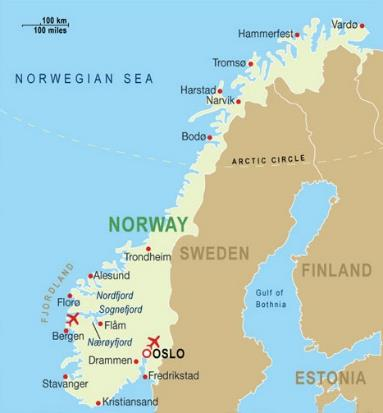 100 km
100 miles
Vardø
Hammerfest
Tromsø
NORWEGIAN SEA
Harstad
Narvik
Bodø
ARCTIC CIRCLE
NORWAY
Trondheim
SWEDEN
FINLAND
Alesund
FJORDLAND
Nordfjord
Florø
Sognefjord
Gulf of
Bothnia
Flåm
Bergen
Nærøyfjord
OSLO
Drammen
Stavanger
Fredrikstad
ESTONIA
Kristiansand